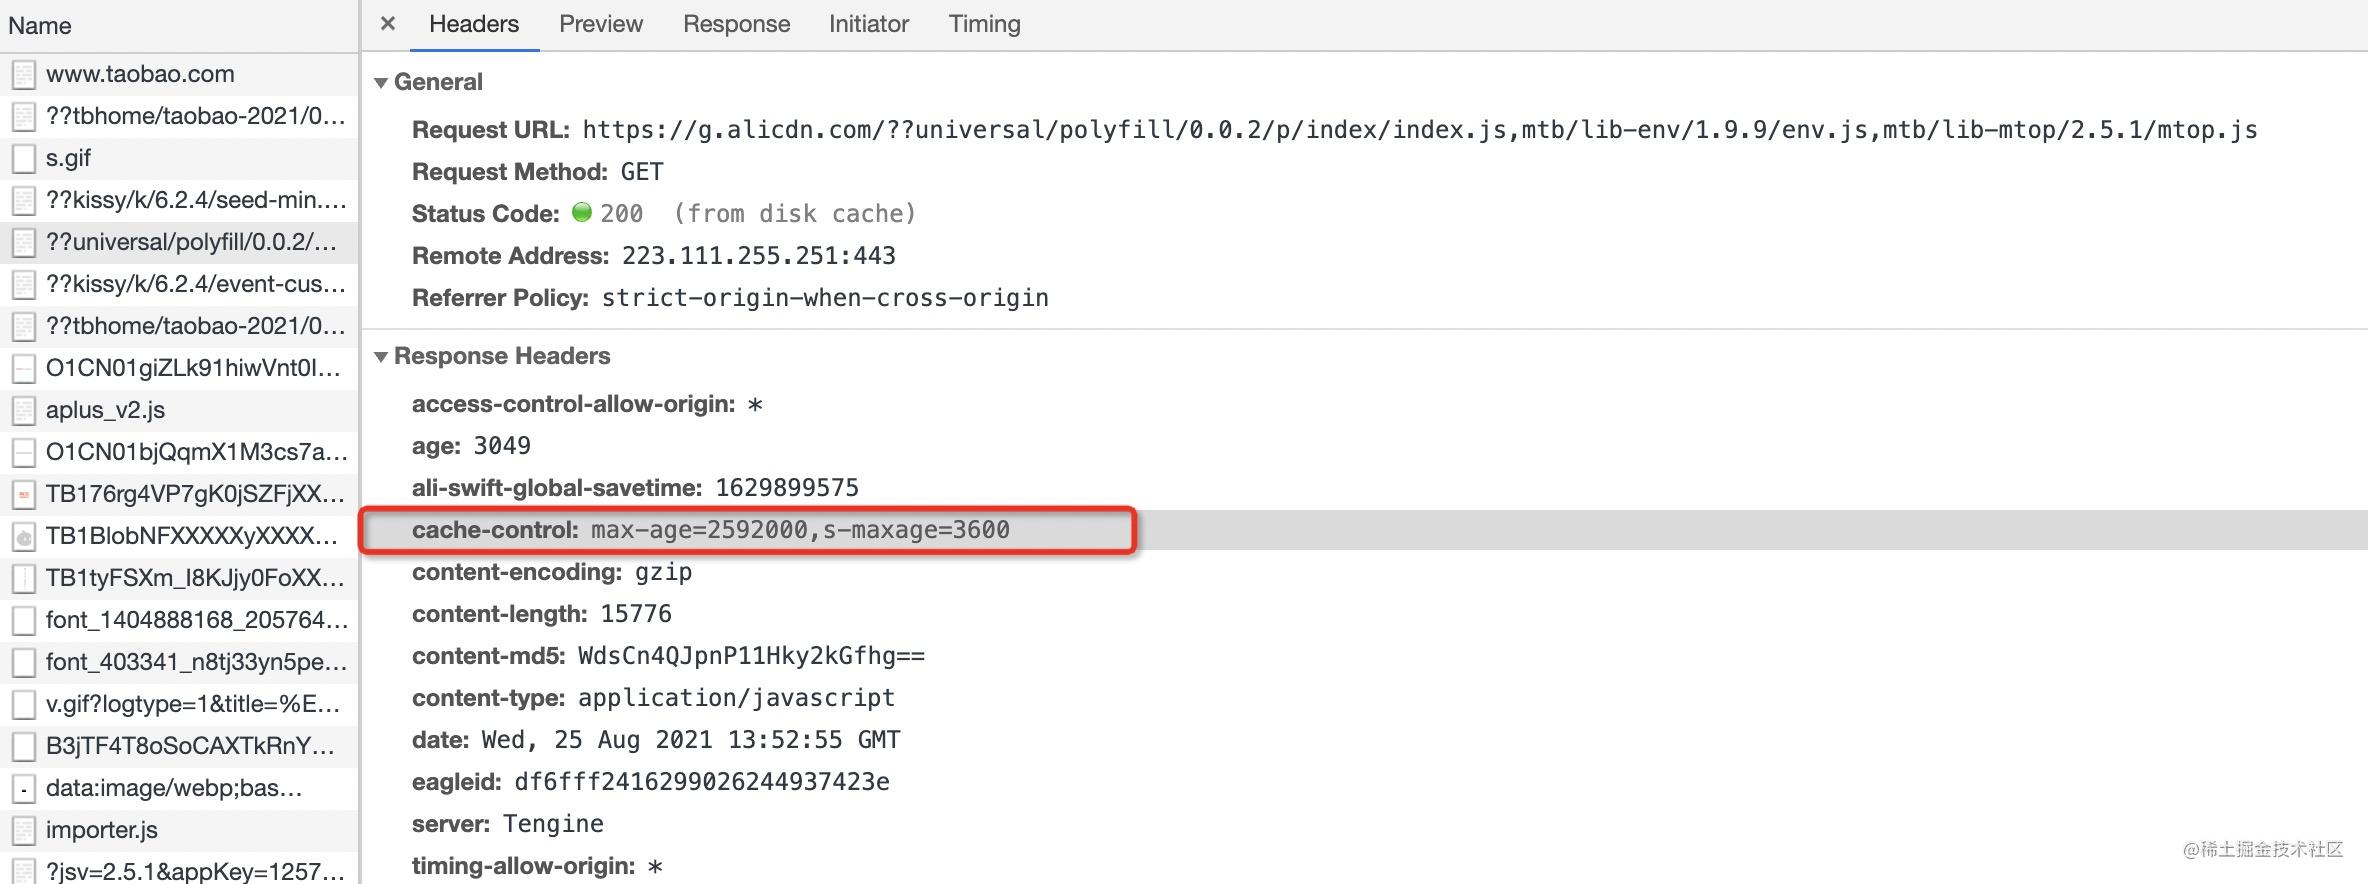 Name
www.taobao.com
??tbhome/taobao-2021/0...
s.gif
??kissy/k/6.2.4/seed-min....
??universal/polyfill/0.0.2/...
??kissy/k/6.2.4/event-cus...
??tbhome/taobao-2021/0...
O1CN01giZLk91hiwVnt0I...
aplus_v2.js
O1CN01bjQqmX1M3cs7a...
TB176rg4VP7gK0jSZFjXX...
TB1BlobNFXXXXXyXXXX...
TB1tyFSXm_I8KJjy0FoXX...
font_1404888168_205764...
font_403341_n8tj33yn5pe...
v.gif?logtype=1&title=%E...
B3jTF4T8oSoCAXTkRnY...
data:image/webp;bas...
importer.js
?jsv=2.5.1&appKey=1257...
× Headers Preview Response Initiator Timing
General
Request URL: https://g.alicdn.com/??universal/polyfill/0.0.2/p/index/index.js,mtb/lib-env/1.9.9/env.js,mtb/lib-mtop/2.5.1/mtop.js
Request Method: GET
Status Code: 200 (from disk cache)
Remote Address: 223.111.255.251:443
Referrer Policy: strict-origin-when-cross-origin
Response Headers
access-control-allow-origin: *
age: 3049
ali-swift-global-savetime: 1629899575
cache-control: max-age=2592000,s-maxage=3600
content-encoding: gzip
content-length: 15776
content-md5: WdsCn4QJpnP11Hky2kGfhg==
content-type: application/javascript
date: Wed, 25 Aug 2021 13:52:55 GMT
eagleid: df6fff2416299026244937423e
server: Tengine
timing-allow-origin: *
@稀土掘金技术社区